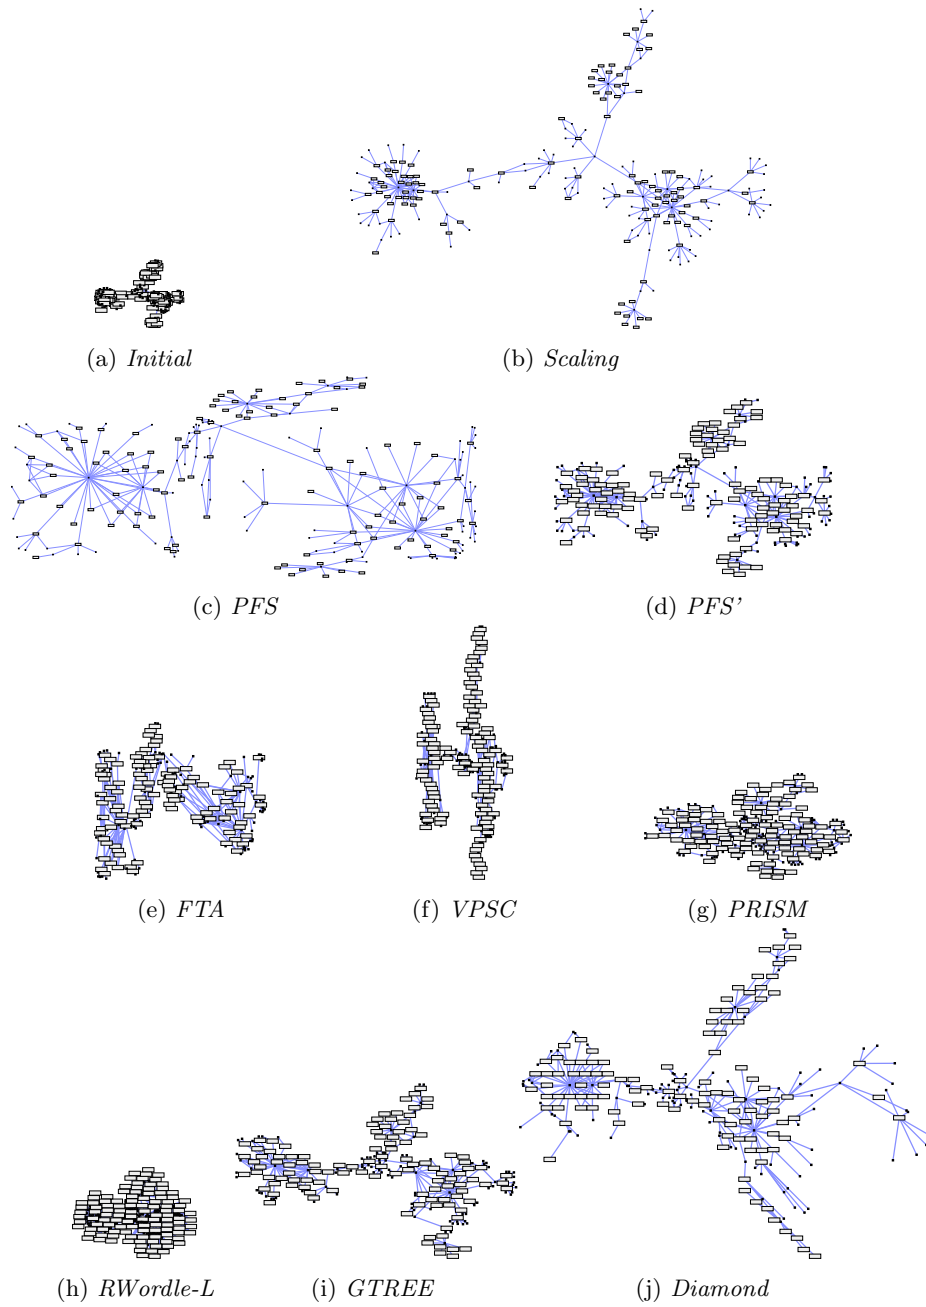 (a) Initial
(b) Scaling
(c) PFS
(d) PFS'
(e) FTA
(f) VPSC
(g) PRISM
(h) RWordle-L
(i) GTREE
(j) Diamond